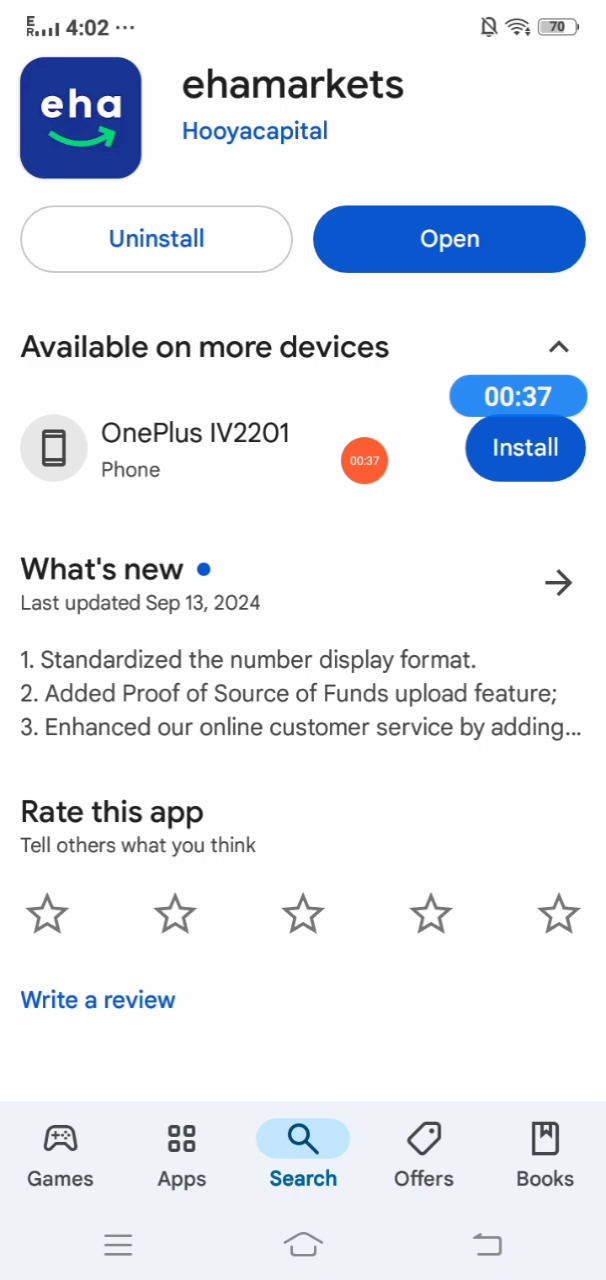 E
R
4:02 ...
70
eha
ehamarkets
Hooyacapital
Uninstall
Open
Available on more devices
00:37
OnePlus IV2201
Phone
00:37
Install
What's new
Last updated Sep 13, 2024
1. Standardized the number display format.
2. Added Proof of Source of Funds upload feature;
3. Enhanced our online customer service by adding...
Rate this app
Tell others what you think
Write a review
Games
Apps
Search
Offers
Books